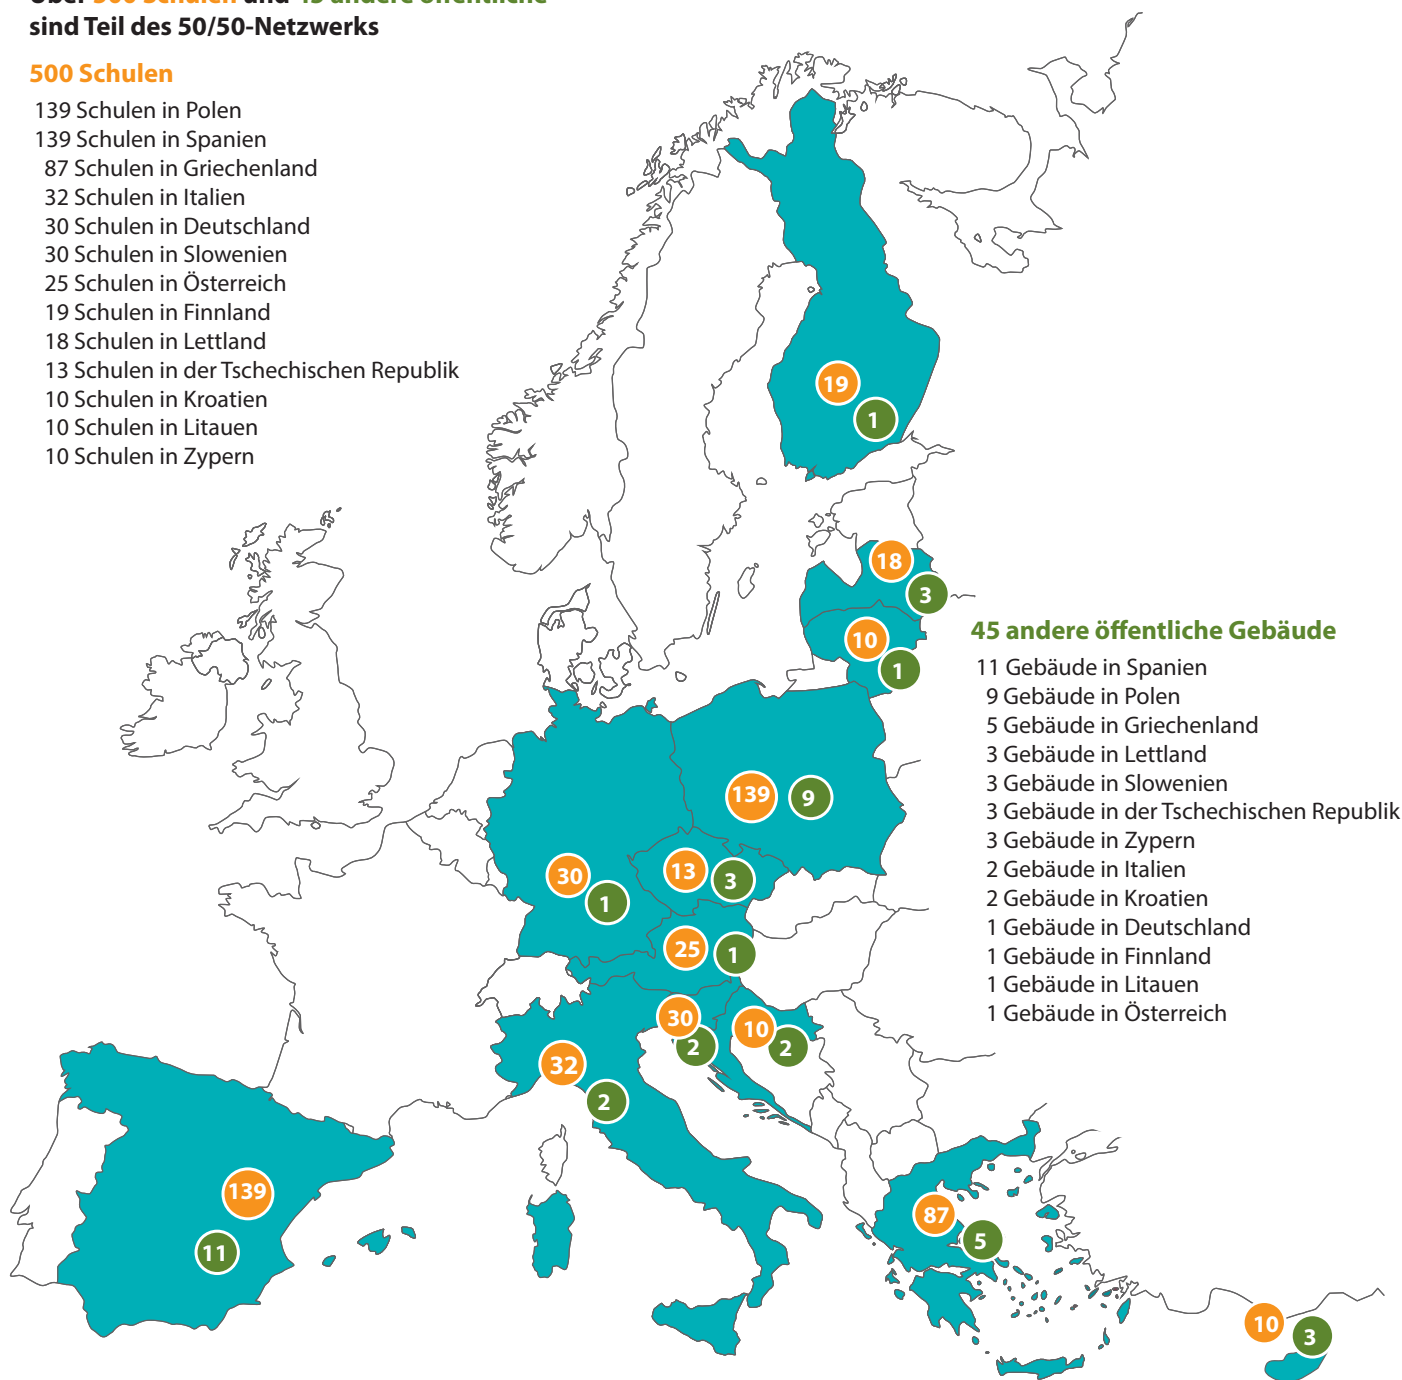 über 500 Schulen und 45 andere öffentliche
sind Teil des 50/50-Netzwerks
500 Schulen
139 Schulen in Polen
139 Schulen in Spanien
87 Schulen in Griechenland
32 Schulen in Italien
30 Schulen in Deutschland
30 Schulen in Slowenien
25 Schulen in Österreich
19 Schulen in Finnland
18 Schulen in Lettland
13 Schulen in der Tschechischen Republik
10 Schulen in Kroatien
10 Schulen in Litauen
10 Schulen in Zypern
19
1
18
3
10
1
45 andere öffentliche Gebäude
11 Gebäude in Spanien
9 Gebäude in Polen
5 Gebäude in Griechenland
3 Gebäude in Lettland
3 Gebäude in Slowenien
3 Gebäude in der Tschechischen Republik
3 Gebäude in Zypern
2 Gebäude in Italien
2 Gebäude in Kroatien
1 Gebäude in Deutschland
1 Gebäude in Finnland
1 Gebäude in Litauen
1 Gebäude in Österreich
139
9
30
1
13
3
25
1
30
2
10
2
32
2
139
11
87
5
10
3